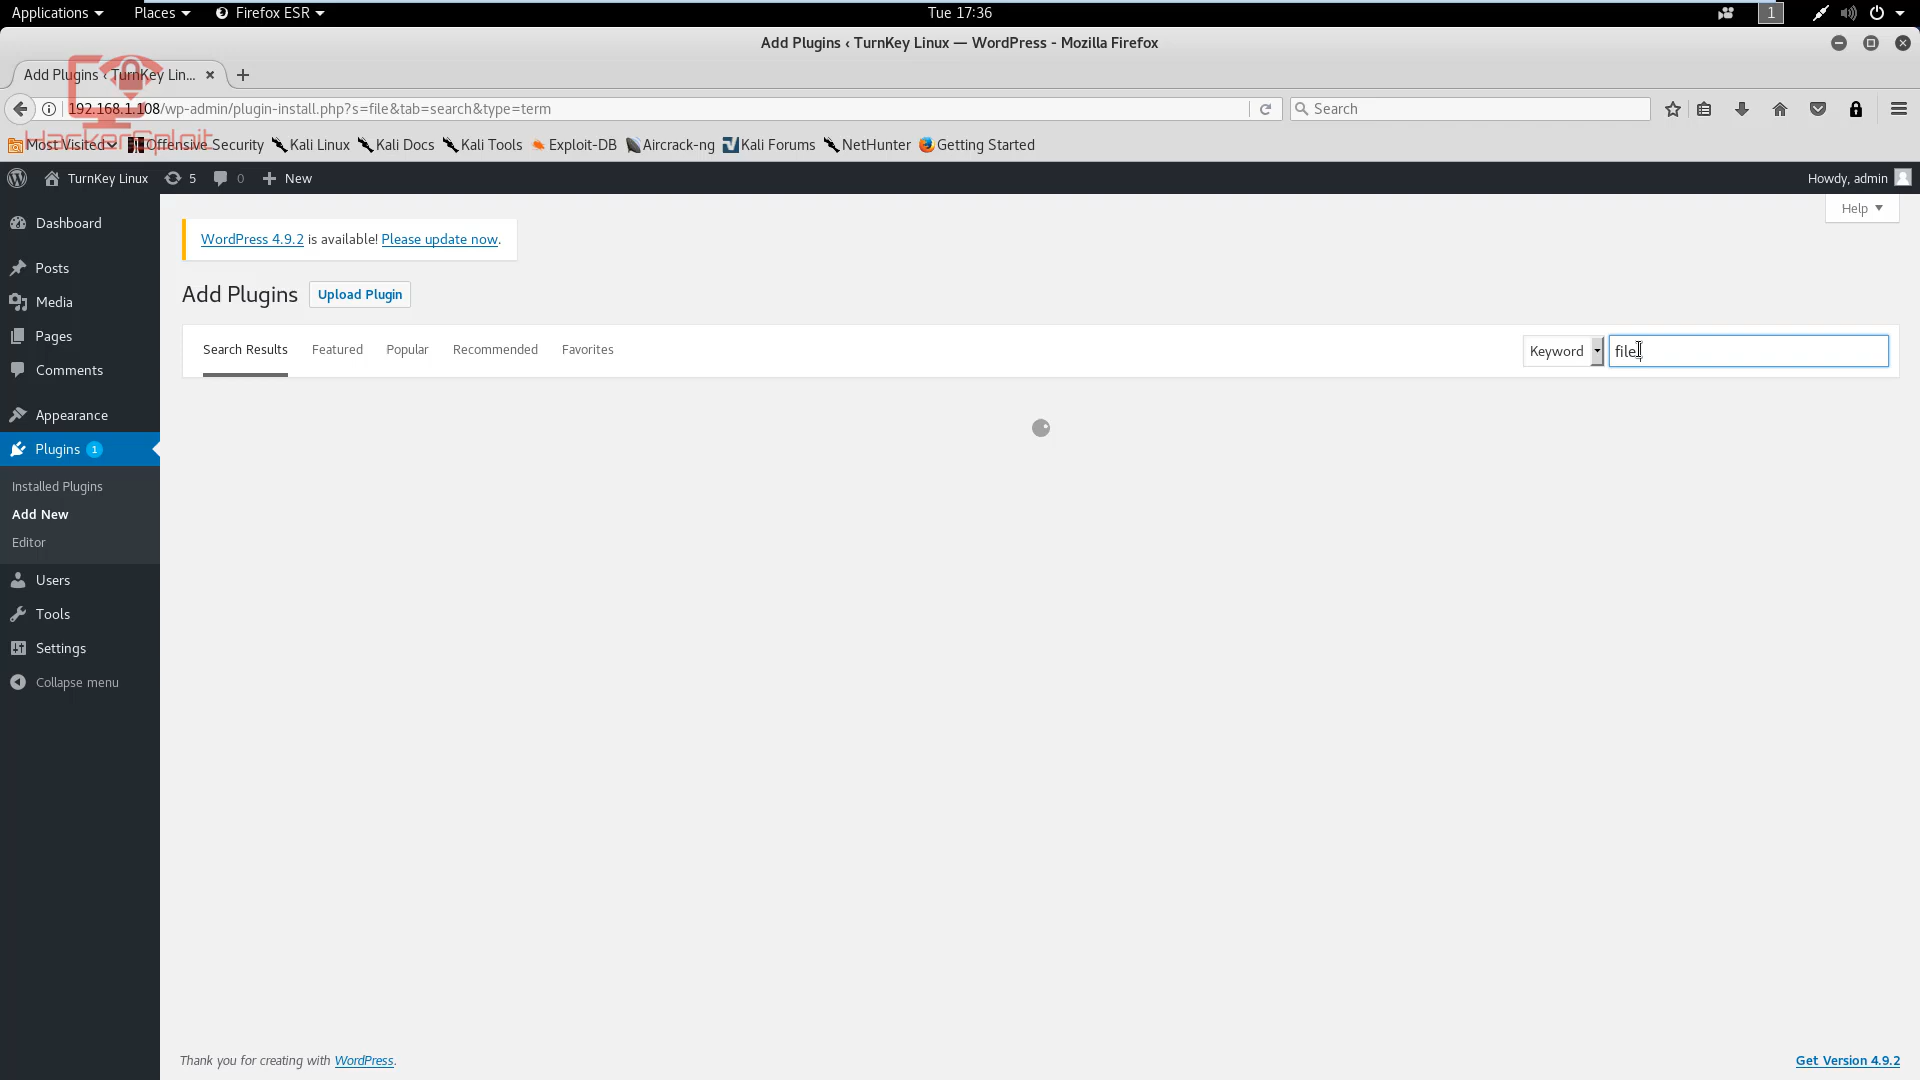 Applications Places Firefox ESR Tue 17:36 1
Add Plugins ‹ TurnKey Linux — WordPress - Mozilla Firefox
Add Plugins ‹ TurnKey Lin...
192.168.1.108/wp-admin/plugin-install.php?s=file&tab=search&type=term Search
HackerSploit
Most Visited Offensive Security Kali Linux Kali Docs Kali Tools Exploit-DB Aircrack-ng Kali Forums NetHunter Getting Started
TurnKey Linux 5 0 New Howdy, admin
Help
Dashboard
Posts
Media
Pages
Comments
Appearance
Plugins 1
Installed Plugins
Add New
Editor
Users
Tools
Settings
Collapse menu
WordPress 4.9.2 is available! Please update now.
Add Plugins Upload Plugin
Search Results Featured Popular Recommended Favorites Keyword file
Thank you for creating with WordPress. Get Version 4.9.2